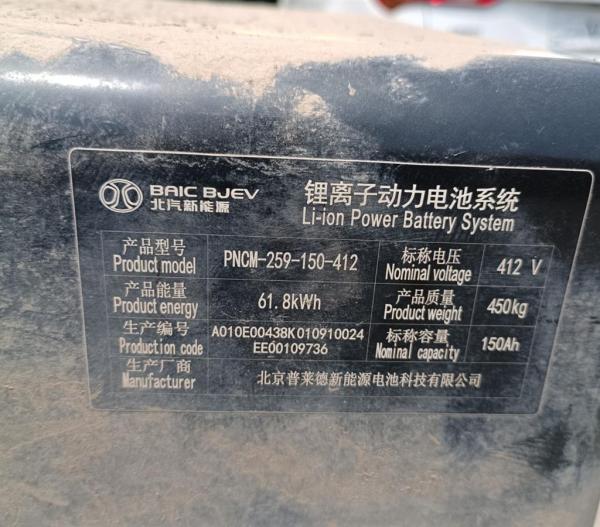 BAIC BJEV
北汽新能源
锂离子动力电池系统
Li-ion Power Battery System
产品型号
Product model
PNCM-259-150-412
标称电压
Nominal voltage
412 V
产品能量
Product energy
61.8kWh
产品质量
Product weight
450kg
生产编号
Production code
A010E00438K010910024
EE00109736
标称容量
Nominal capacity
150Ah
生产厂商
Manufacturer
北京普莱德新能源电池科技有限公司